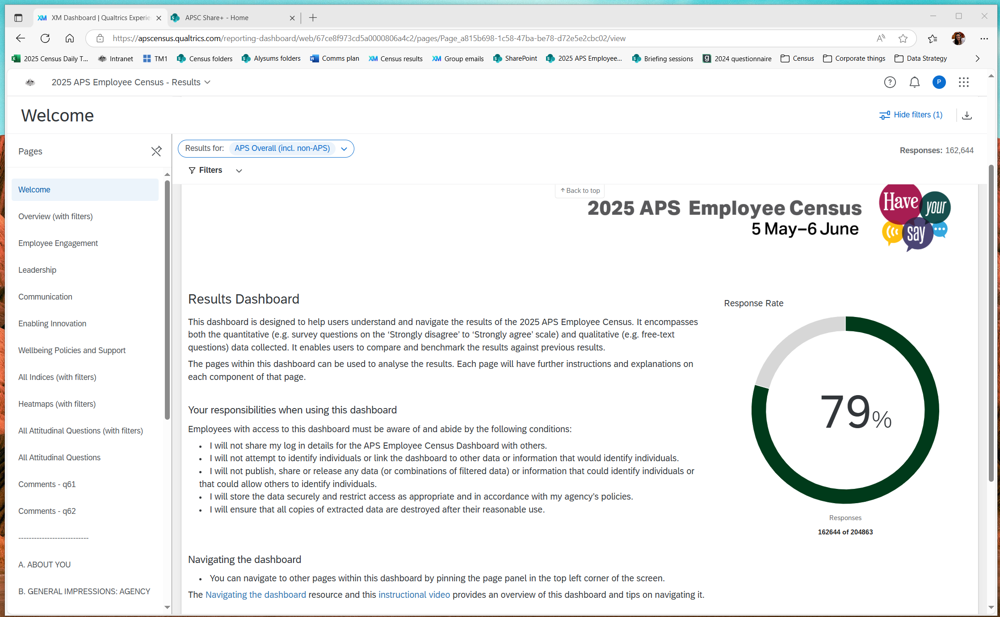 XM Dashboard | Qualtrics Experie
APSC Share+ - Home
https://apscensus.qualtrics.com/reporting-dashboard/web/67ce8f973cd5a0000806a4c2/pages/Page_a815b698-1c58-47ba-be78-d72e5e2cbc02/view
2025 Census Daily T... Intranet TM1 Census folders Alysums folders Comms plan Census results Group emails SharePoint 2025 APS Employee... Briefing sessions 2024 questionnaire Census Corporate things Data Strategy
2025 APS Employee Census - Results
P
Welcome
Hide filters (1)
Pages
Welcome
Overview (with filters)
Employee Engagement
Leadership
Communication
Enabling Innovation
Wellbeing Policies and Support
All Indices (with filters)
Heatmaps (with filters)
All Attitudinal Questions (with filters)
All Attitudinal Questions
Comments - q61
Comments - q62
---------------------------
A. ABOUT YOU
B. GENERAL IMPRESSIONS: AGENCY
Results for: APS Overall (incl. non-APS)
Responses: 162,644
Filters
Back to top
2025 APS Employee Census
5 May–6 June
Have your say
Results Dashboard
This dashboard is designed to help users understand and navigate the results of the 2025 APS Employee Census. It encompasses
both the quantitative (e.g. survey questions on the ‘Strongly disagree’ to ‘Strongly agree’ scale) and qualitative (e.g. free-text
questions) data collected. It enables users to compare and benchmark the results against previous results.
The pages within this dashboard can be used to analyse the results. Each page will have further instructions and explanations on
each component of that page.
Your responsibilities when using this dashboard
Employees with access to this dashboard must be aware of and abide by the following conditions:
• I will not share my log in details for the APS Employee Census Dashboard with others.
• I will not attempt to identify individuals or link the dashboard to other data or information that would identify individuals.
• I will not publish, share or release any data (or combinations of filtered data) or information that could identify individuals or
that could allow others to identify individuals.
• I will store the data securely and restrict access as appropriate and in accordance with my agency’s policies.
• I will ensure that all copies of extracted data are destroyed after their reasonable use.
Navigating the dashboard
• You can navigate to other pages within this dashboard by pinning the page panel in the top left corner of the screen.
The Navigating the dashboard resource and this instructional video provides an overview of this dashboard and tips on navigating it.
Response Rate
79%
Responses
162644 of 204863